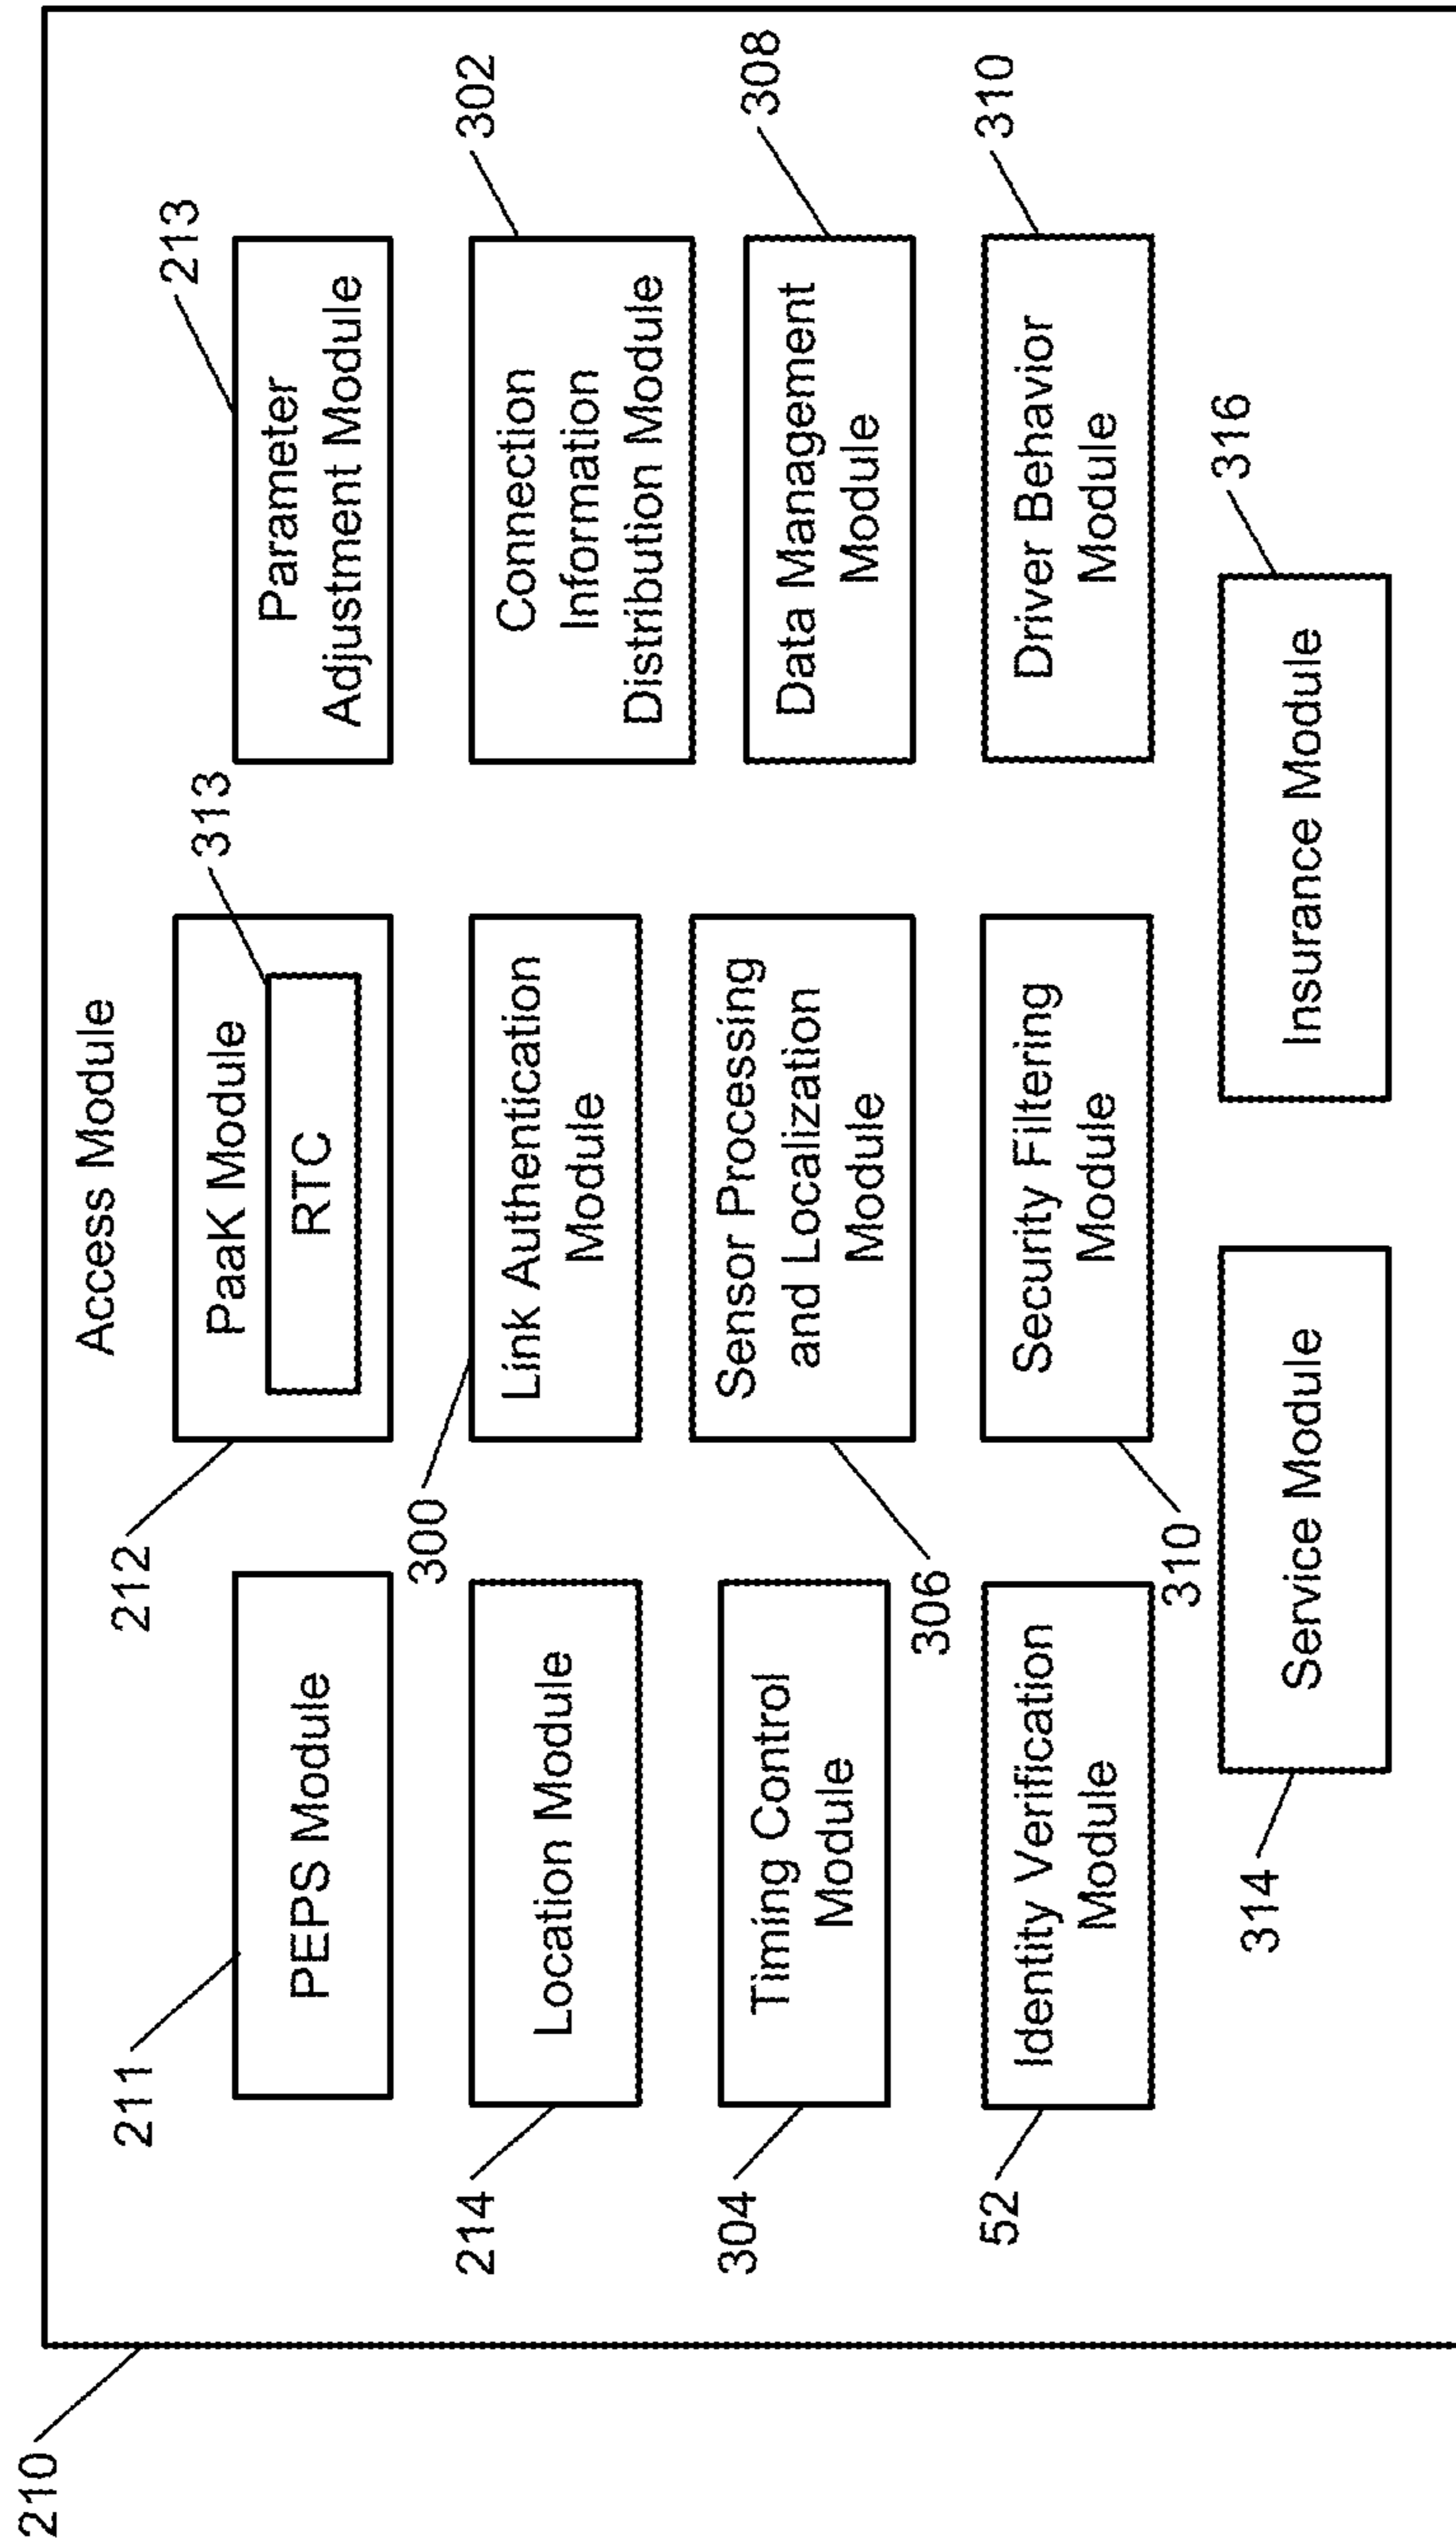 210
Access Module
211
PEPS Module
212
PaaK Module
RTC
313
213
Parameter
Adjustment Module
214
Location Module
300
Link Authentication
Module
302
Connection
Information
Distribution Module
304
Timing Control
Module
306
Sensor Processing
and Localization
Module
308
Data Management
Module
52
Identity Verification
Module
310
Security Filtering
Module
310
Driver Behavior
Module
314
Service Module
316
Insurance Module